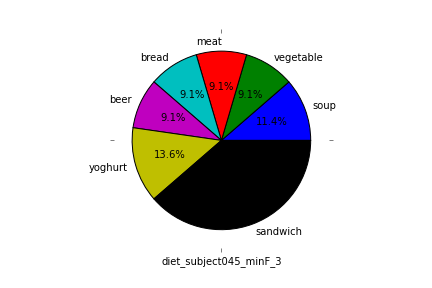 meat
bread
vegetable
9.1%
9.1%
9.1%
beer
soup
9.1%
11.4%
13.6%
yoghurt
sandwich
diet_subject045_minF_3